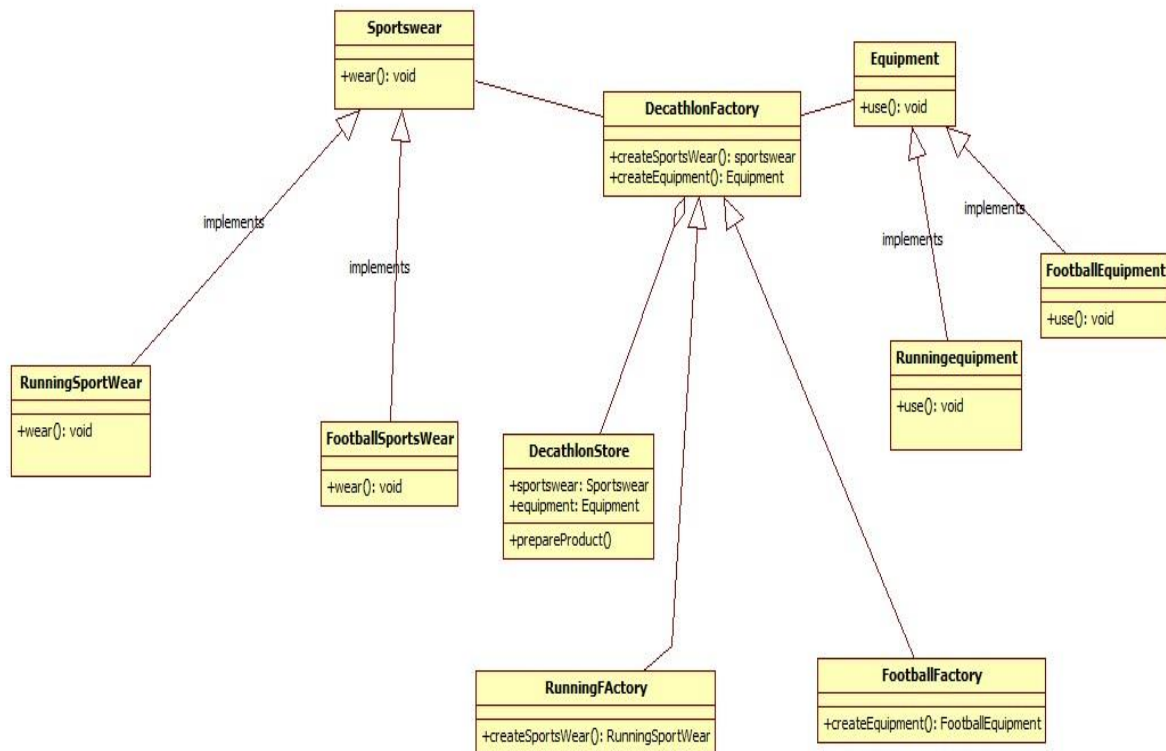 Sportswear
+wear(): void
Equipment
+use(): void
DecathlonFactory
+createSportsWear(): sportswear
+createEquipment(): Equipment
implements
implements
implements
implements
FootballEquipment
+use(): void
Runningequipment
+use(): void
RunningSportWear
+wear(): void
FootballSportsWear
+wear(): void
DecathlonStore
+sportswear: Sportswear
+equipment: Equipment
+prepareProduct()
RunningFActory
+createSportsWear(): RunningSportWear
FootballFactory
+createEquipment(): FootballEquipment